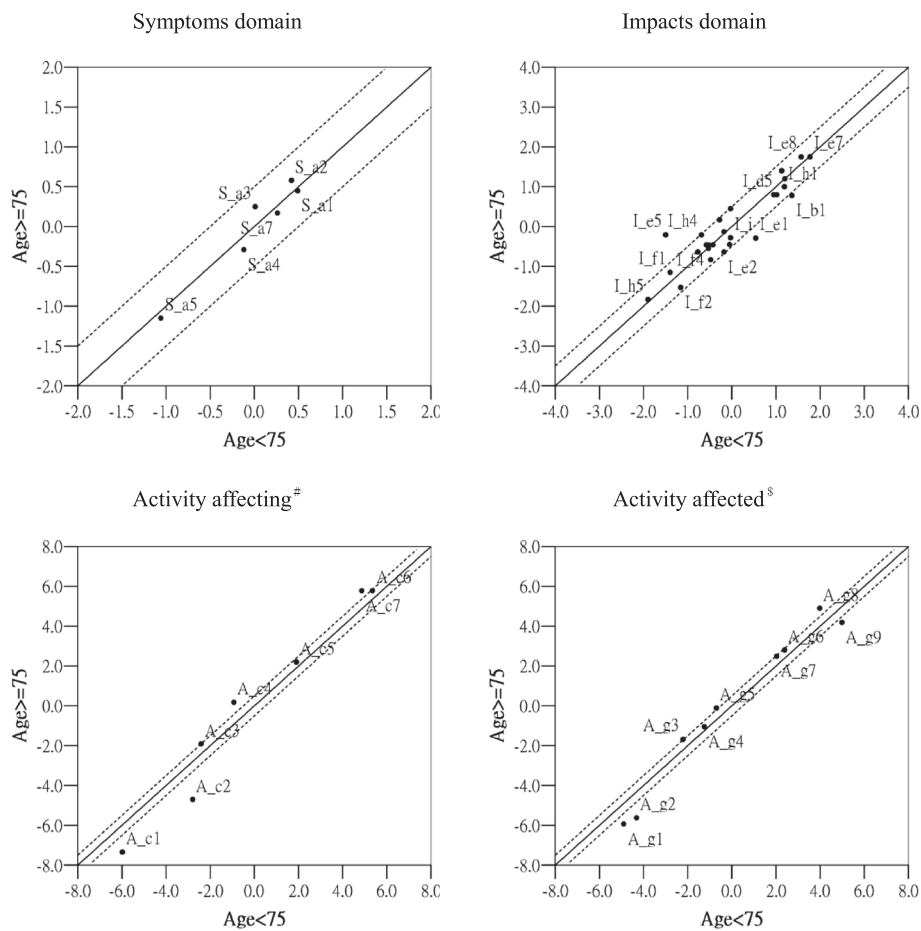 Symptoms domain
Impacts domain
Age>=75
2.0
1.5
1.0
0.5
0.0
-0.5
-1.0
-1.5
-2.0
S_a2
S_a3
S_a1
S_a7
S_a4
S_a5
-2.0 -1.5 -1.0 -0.5 0.0 0.5 1.0 1.5 2.0
Age<75
Age>=75
4.0
3.0
2.0
1.0
0.0
-1.0
-2.0
-3.0
-4.0
I_e8 I_e7
I_d5 I_h1
I_b1
I_e5 I_h4 I_i I_e1
I_f1 I_f4 I_e2
I_h5
I_f2
-4.0 -3.0 -2.0 -1.0 0.0 1.0 2.0 3.0 4.0
Age<75
Activity affecting#
Activity affected$
Age>=75
8.0
6.0
4.0
2.0
0.0
-2.0
-4.0
-6.0
-8.0
A_c6
A_c7
A_c5
A_c4
A_c3
A_c2
A_c1
-8.0 -6.0 -4.0 -2.0 0.0 2.0 4.0 6.0 8.0
Age<75
Age>=75
8.0
6.0
4.0
2.0
0.0
-2.0
-4.0
-6.0
-8.0
A_g8
A_g9
A_g6
A_g7
A_g5
A_g3
A_g4
A_g2
A_g1
-8.0 -6.0 -4.0 -2.0 0.0 2.0 4.0 6.0 8.0
Age<75